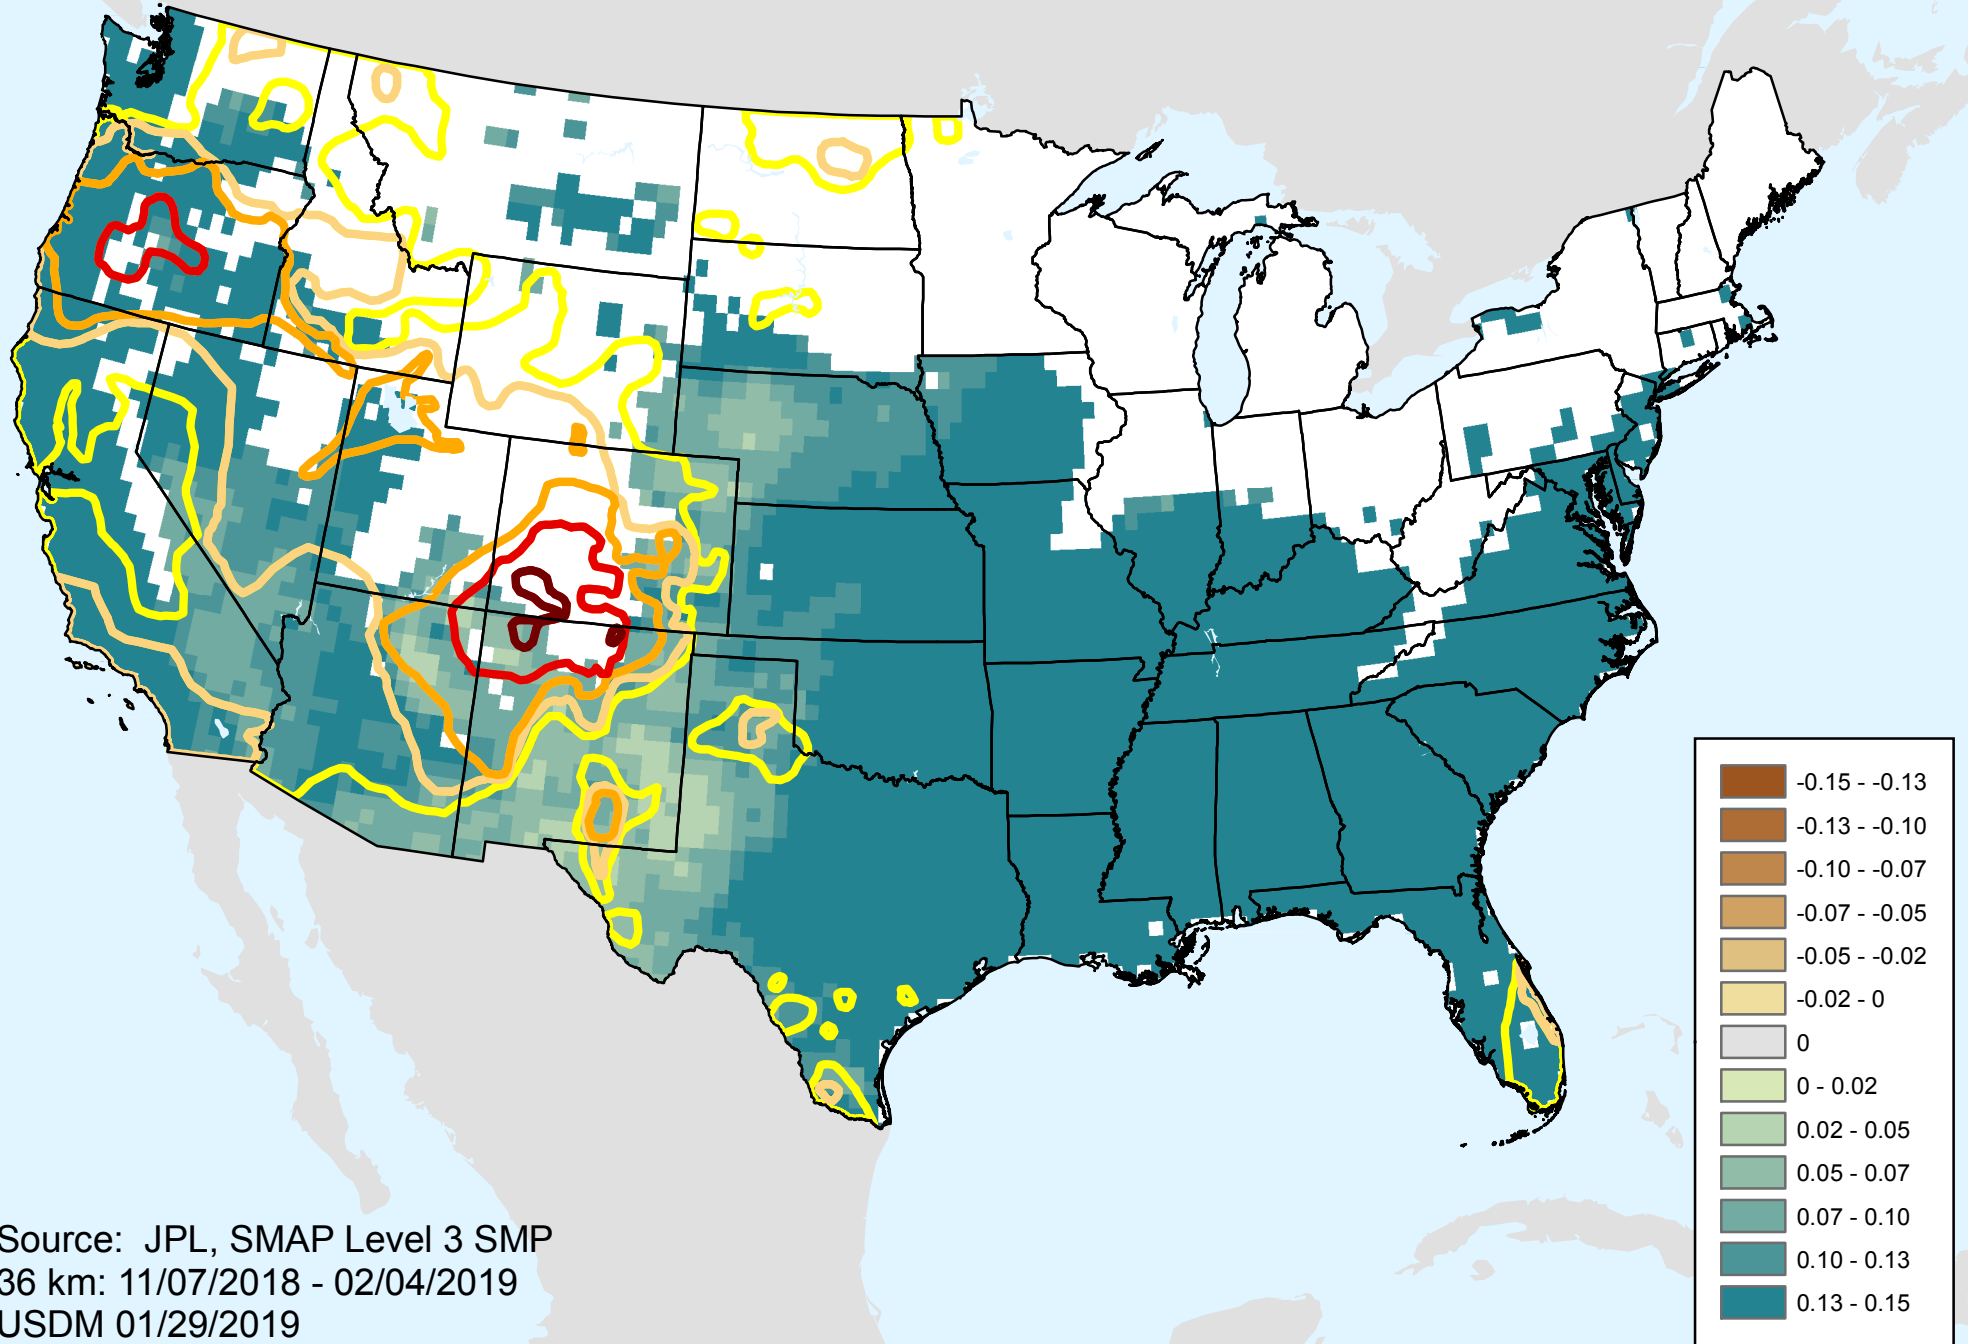 -0.15 - -0.13
-0.13 - -0.10
-0.10 - -0.07
-0.07 - -0.05
-0.05 - -0.02
-0.02 - 0
0
0 - 0.02
0.02 - 0.05
0.05 - 0.07
0.07 - 0.10
0.10 - 0.13
0.13 - 0.15
Source: JPL, SMAP Level 3 SMP
36 km: 11/07/2018 - 02/04/2019
USDM 01/29/2019